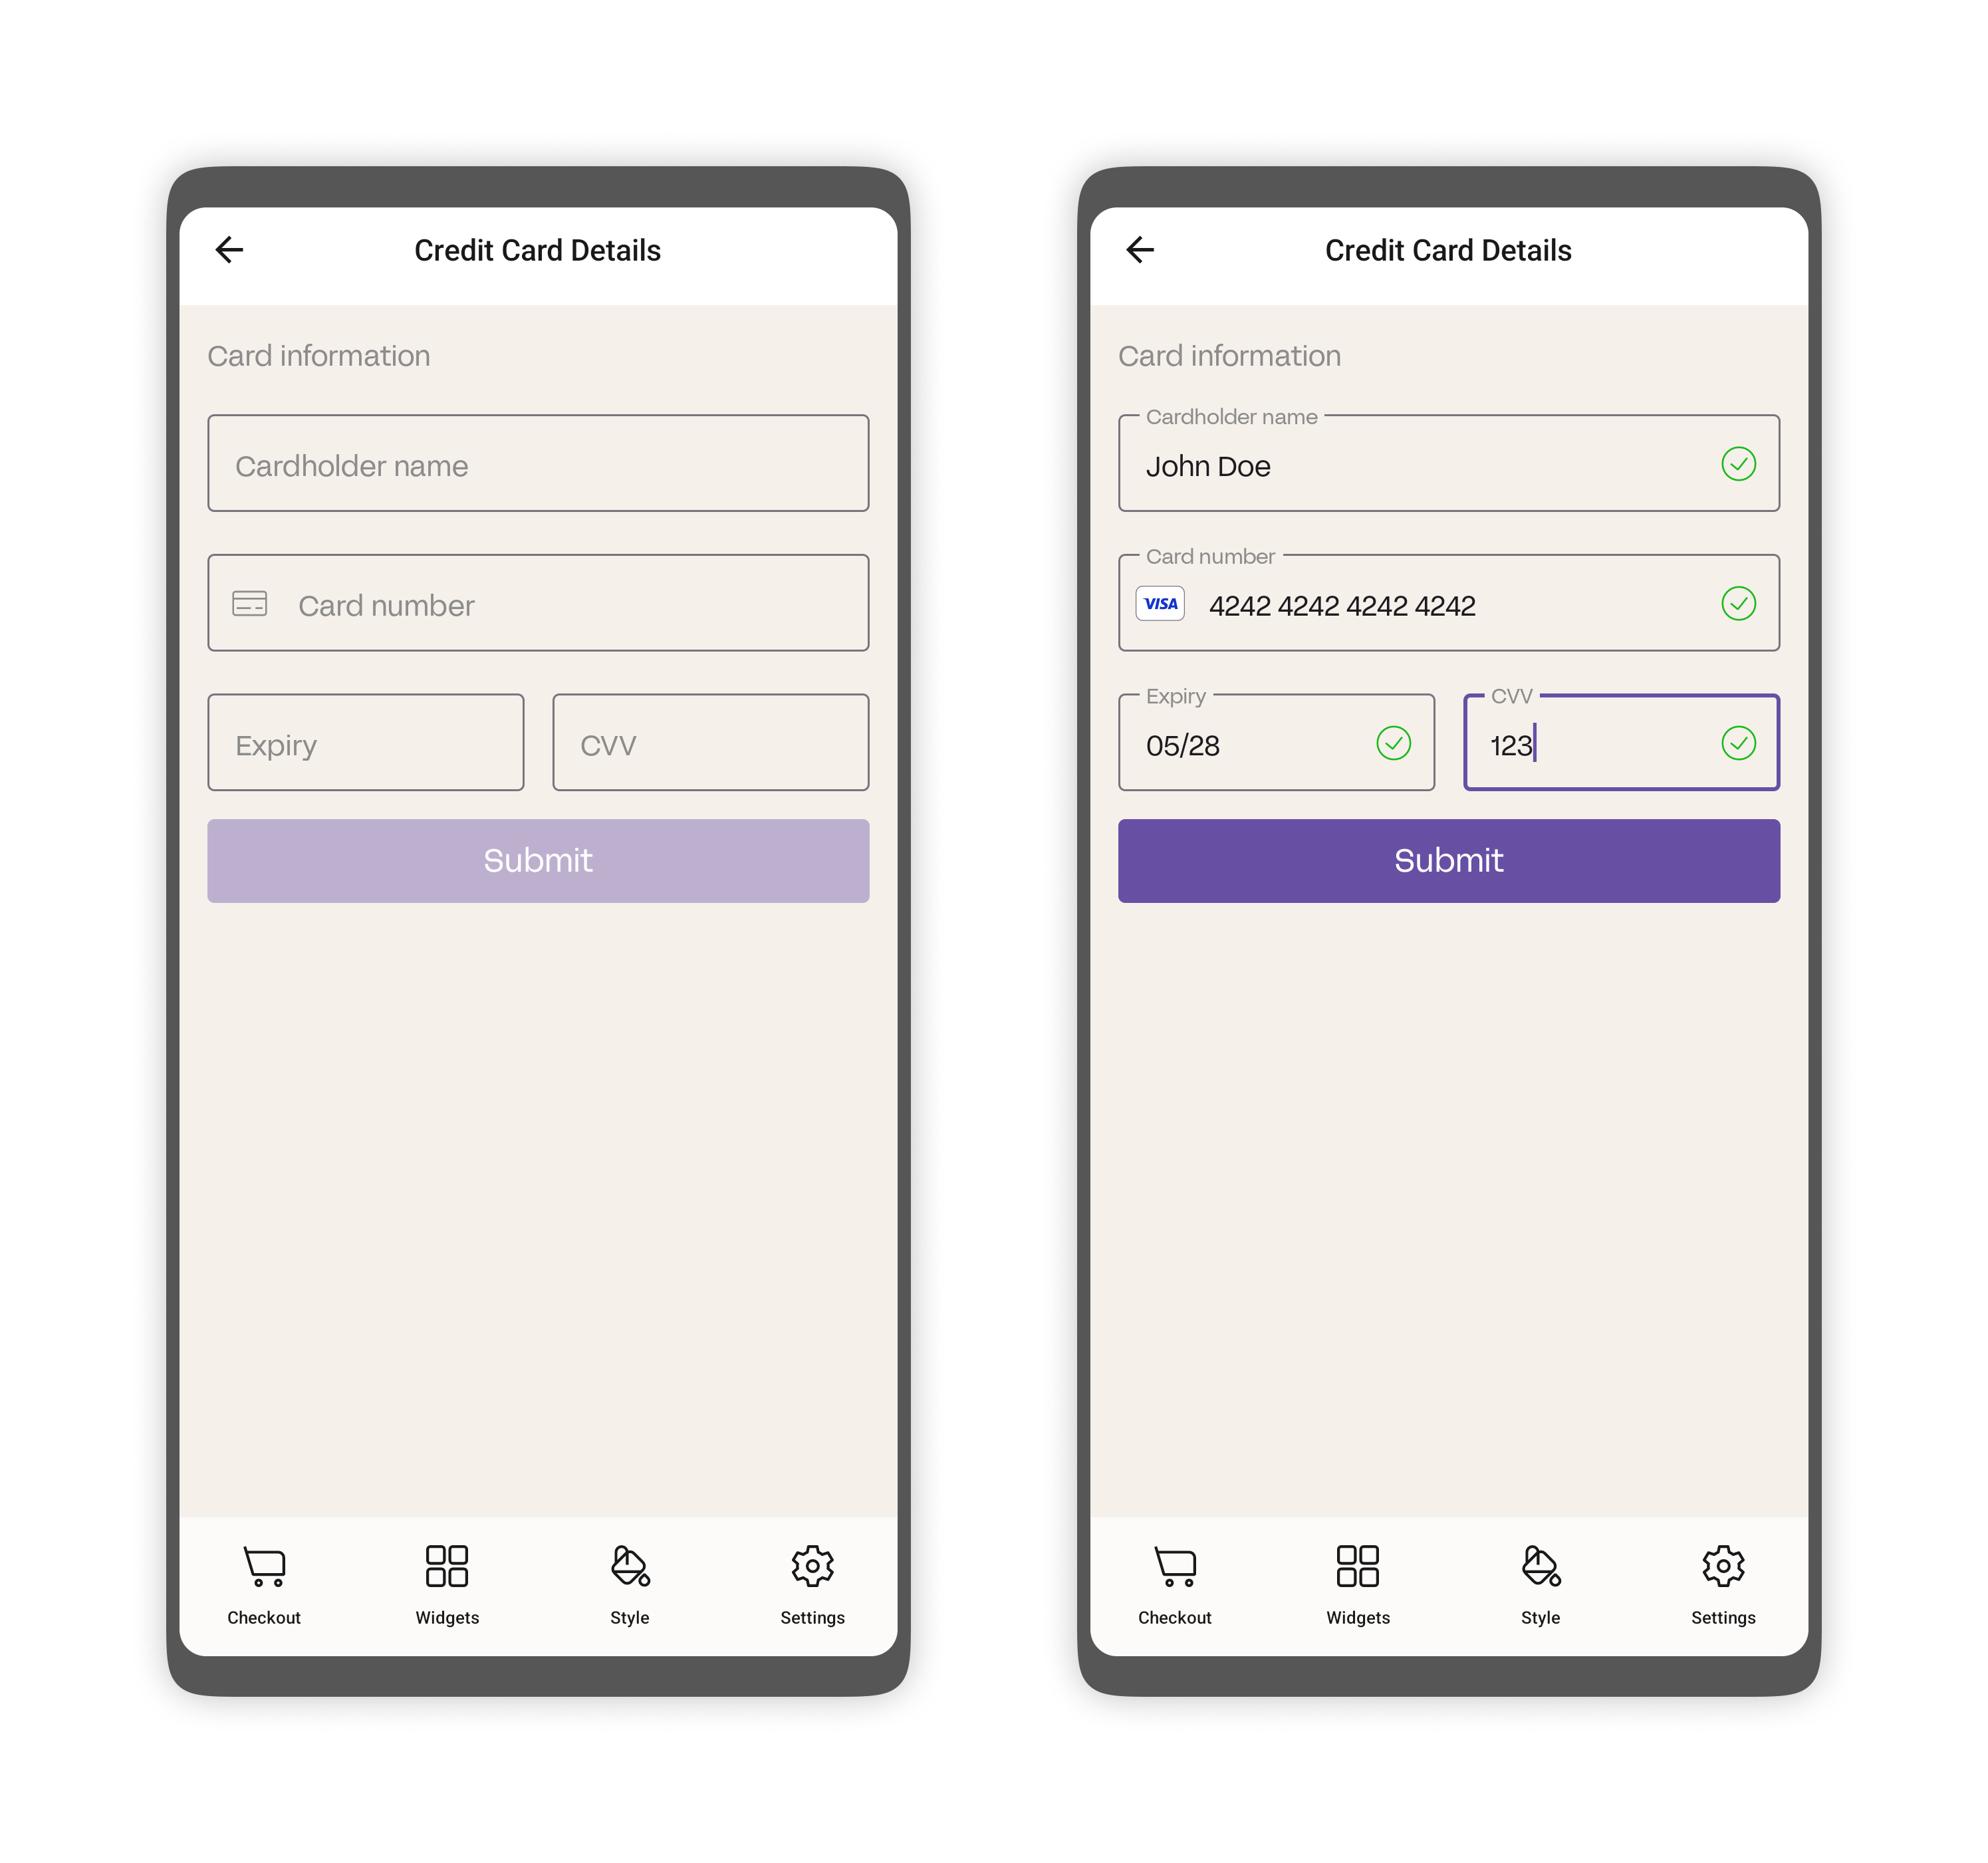 Credit Card Details
Card information
Cardholder name
Card number
Expiry
CVV
Submit
Checkout
Widgets
Style
Settings
Credit Card Details
Card information
Cardholder name
John Doe
Card number
VISA 4242 4242 4242 4242
Expiry
CVV
05/28
123
Submit
Checkout
Widgets
Style
Settings